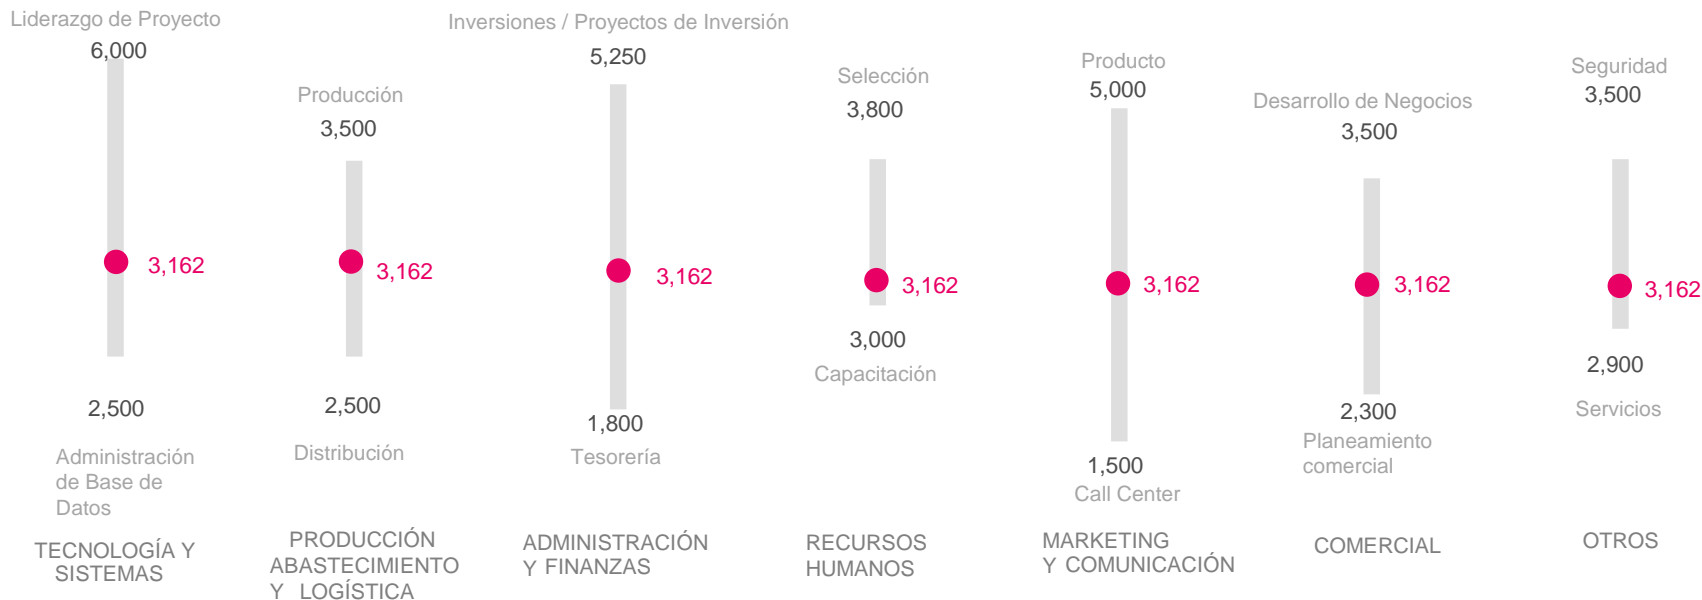 Liderazgo de Proyecto
6,000
3,162
2,500
Administración
de Base de
Datos
TECNOLOGÍA Y
SISTEMAS
Producción
3,500
3,162
2,500
Distribución
PRODUCCIÓN
ABASTECIMIENTO
Y LOGÍSTICA
Inversiones / Proyectos de Inversión
5,250
3,162
1,800
Tesorería
ADMINISTRACIÓN
Y FINANZAS
Selección
3,800
3,162
3,000
Capacitación
RECURSOS
HUMANOS
Producto
5,000
3,162
1,500
Call Center
MARKETING
Y COMUNICACIÓN
Desarrollo de Negocios
3,500
3,162
2,300
Planeamiento
comercial
COMERCIAL
Seguridad
3,500
3,162
2,900
Servicios
OTROS